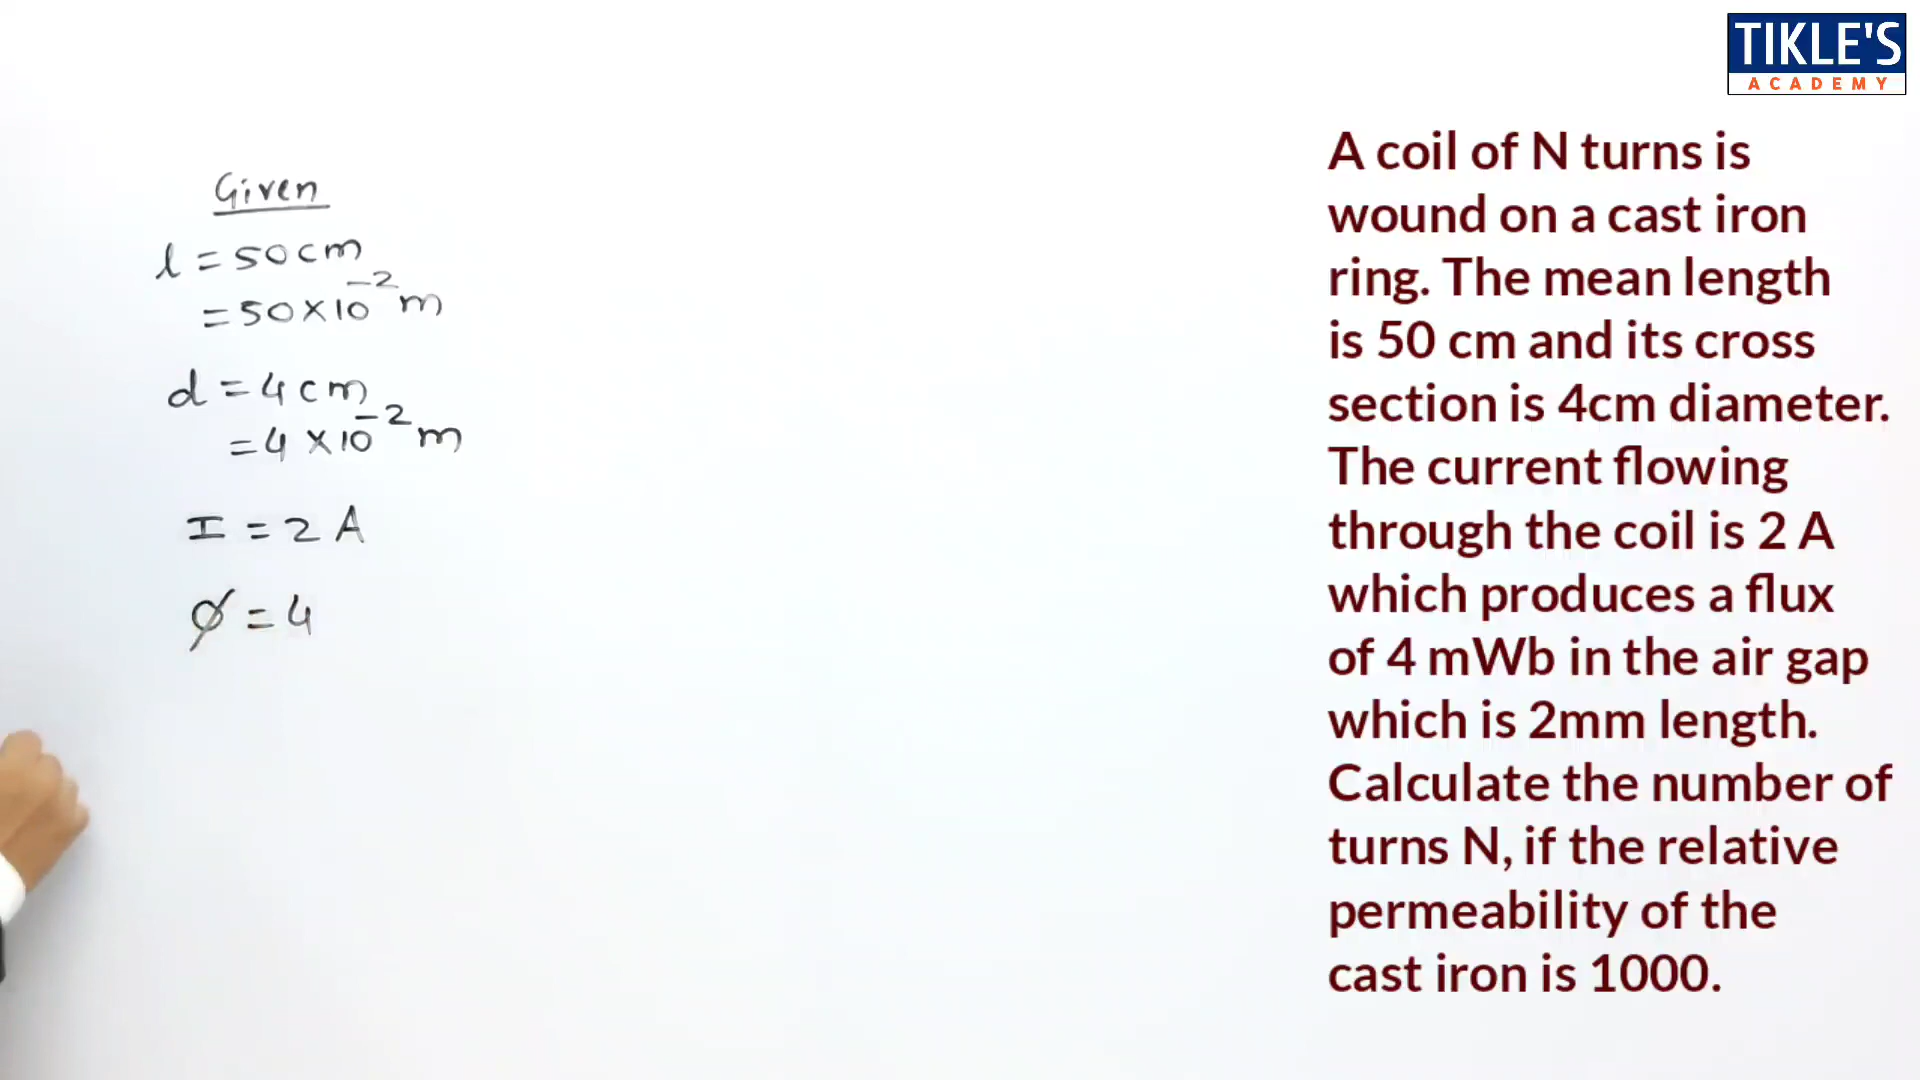 TIKLE'S
ACADEMY
Given
l = 50cm
= 50×10⁻² m
d = 4cm
= 4 ×10⁻² m
I = 2 A
ϕ = 4
A coil of N turns is
wound on a cast iron
ring. The mean length
is 50 cm and its cross
section is 4cm diameter.
The current flowing
through the coil is 2 A
which produces a flux
of 4 mWb in the air gap
which is 2mm length.
Calculate the number of
turns N, if the relative
permeability of the
cast iron is 1000.